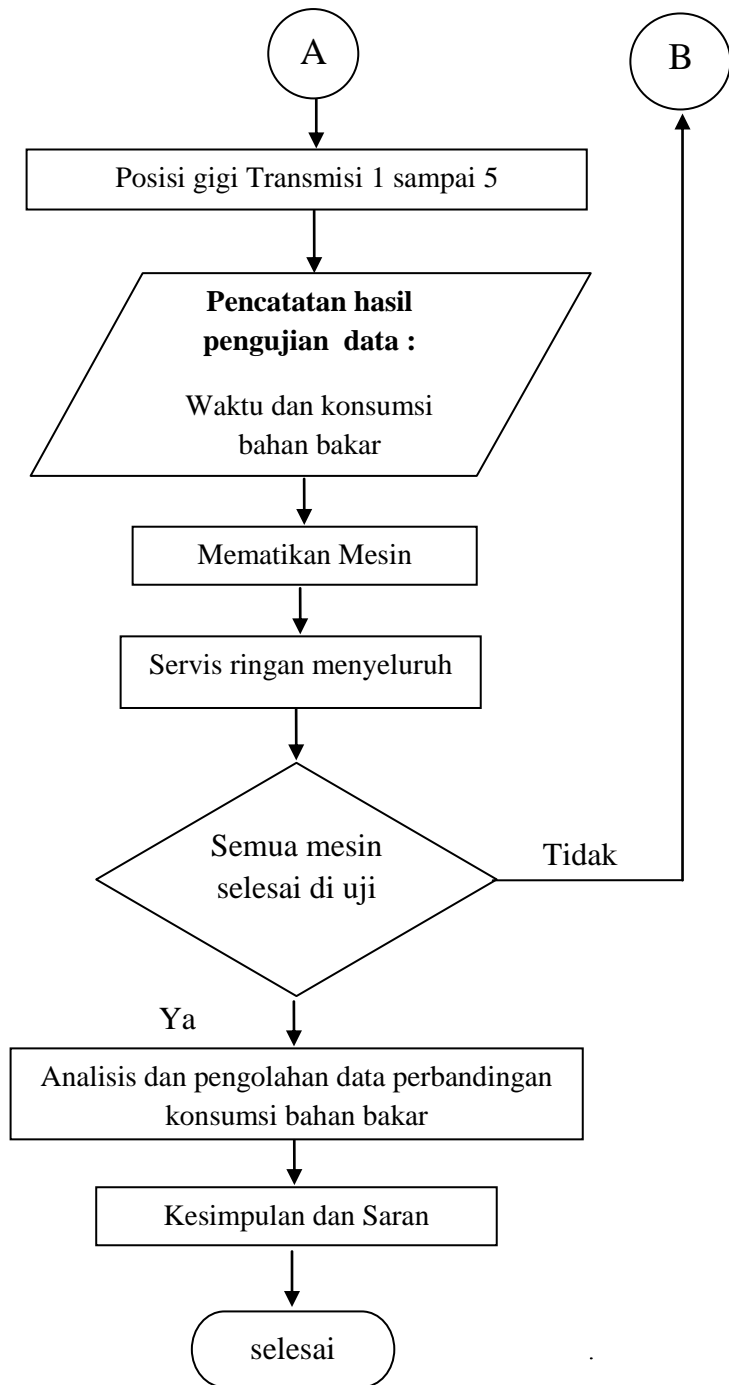 A
B
Posisi gigi Transmisi 1 sampai 5
Pencatatan hasil
pengujian data :
Waktu dan konsumsi
bahan bakar
Mematikan Mesin
Servis ringan menyeluruh
Semua mesin
selesai di uji
Tidak
Ya
Analisis dan pengolahan data perbandingan
konsumsi bahan bakar
Kesimpulan dan Saran
selesai
.